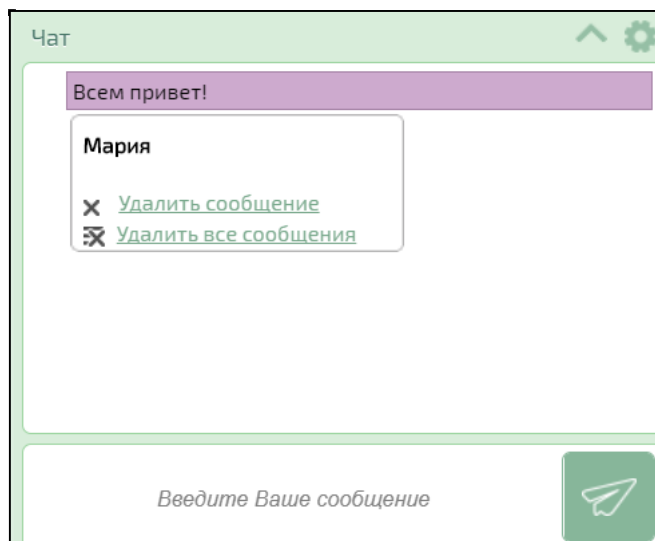 Чат
Всем привет!
Мария
Удалить сообщение
Удалить все сообщения
Введите Ваше сообщение